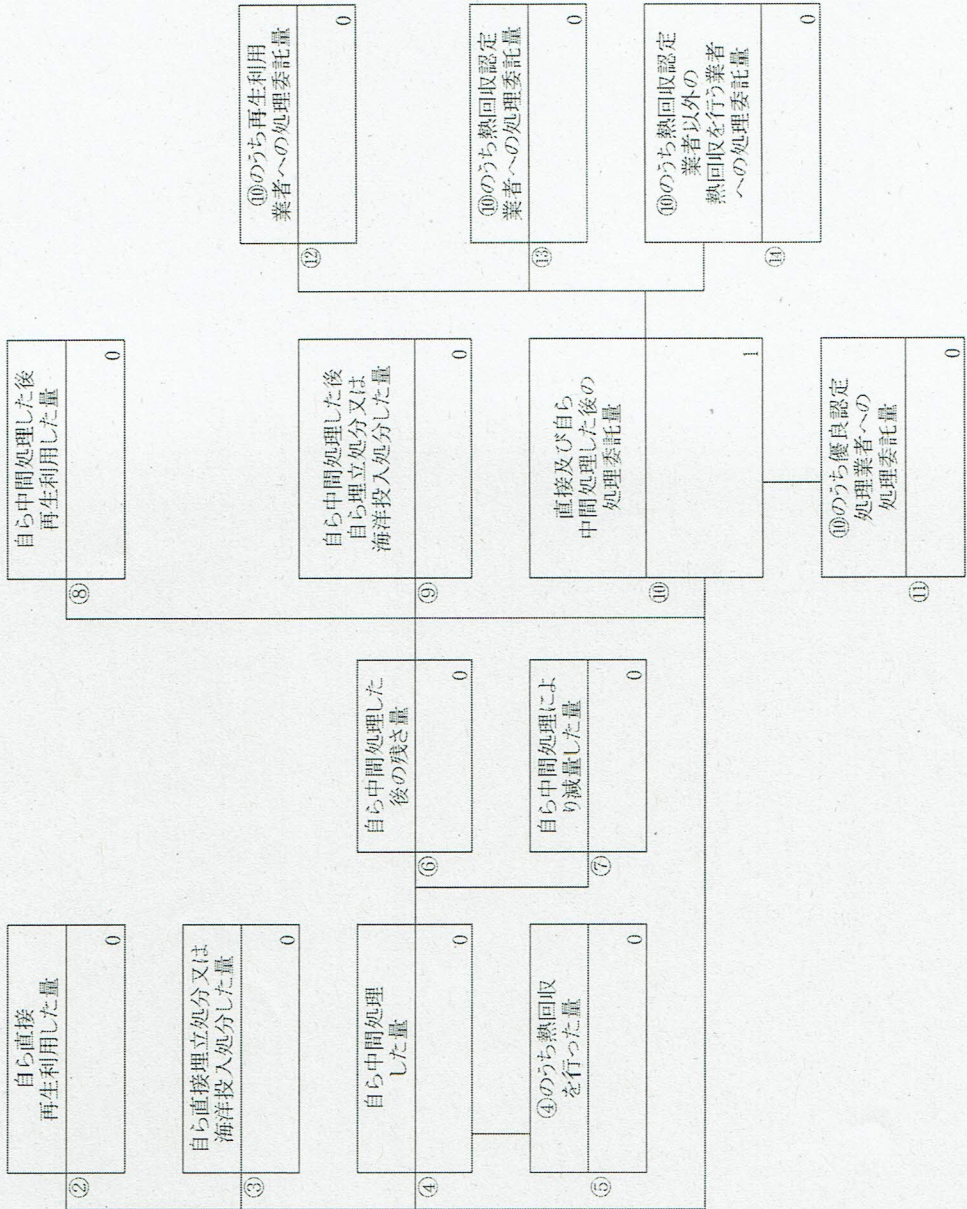 ②
自ら直接
再生利用した量
0
③
自ら直接埋立処分又は
海洋投入処分した量
0
④
自ら中間処理
した量
0
⑤
④のうち熱回収
を行った量
0
⑥
自ら中間処理した
後の残さ量
0
⑦
自ら中間処理によ
り減量した量
0
⑧
自ら中間処理した後
再生利用した量
0
⑨
自ら中間処理した後
自ら埋立処分又は
海洋投入処分した量
0
⑩
直接及び自ら
中間処理した後の
処理委託量
1
⑪
⑩のうち優良認定
処理業者への
処理委託量
0
⑫
⑩のうち再生利用
業者への処理委託量
0
⑬
⑩のうち熱回収認定
業者への処理委託量
0
⑭
⑩のうち熱回収認定
業者以外の
熱回収を行う業者
への処理委託量
0